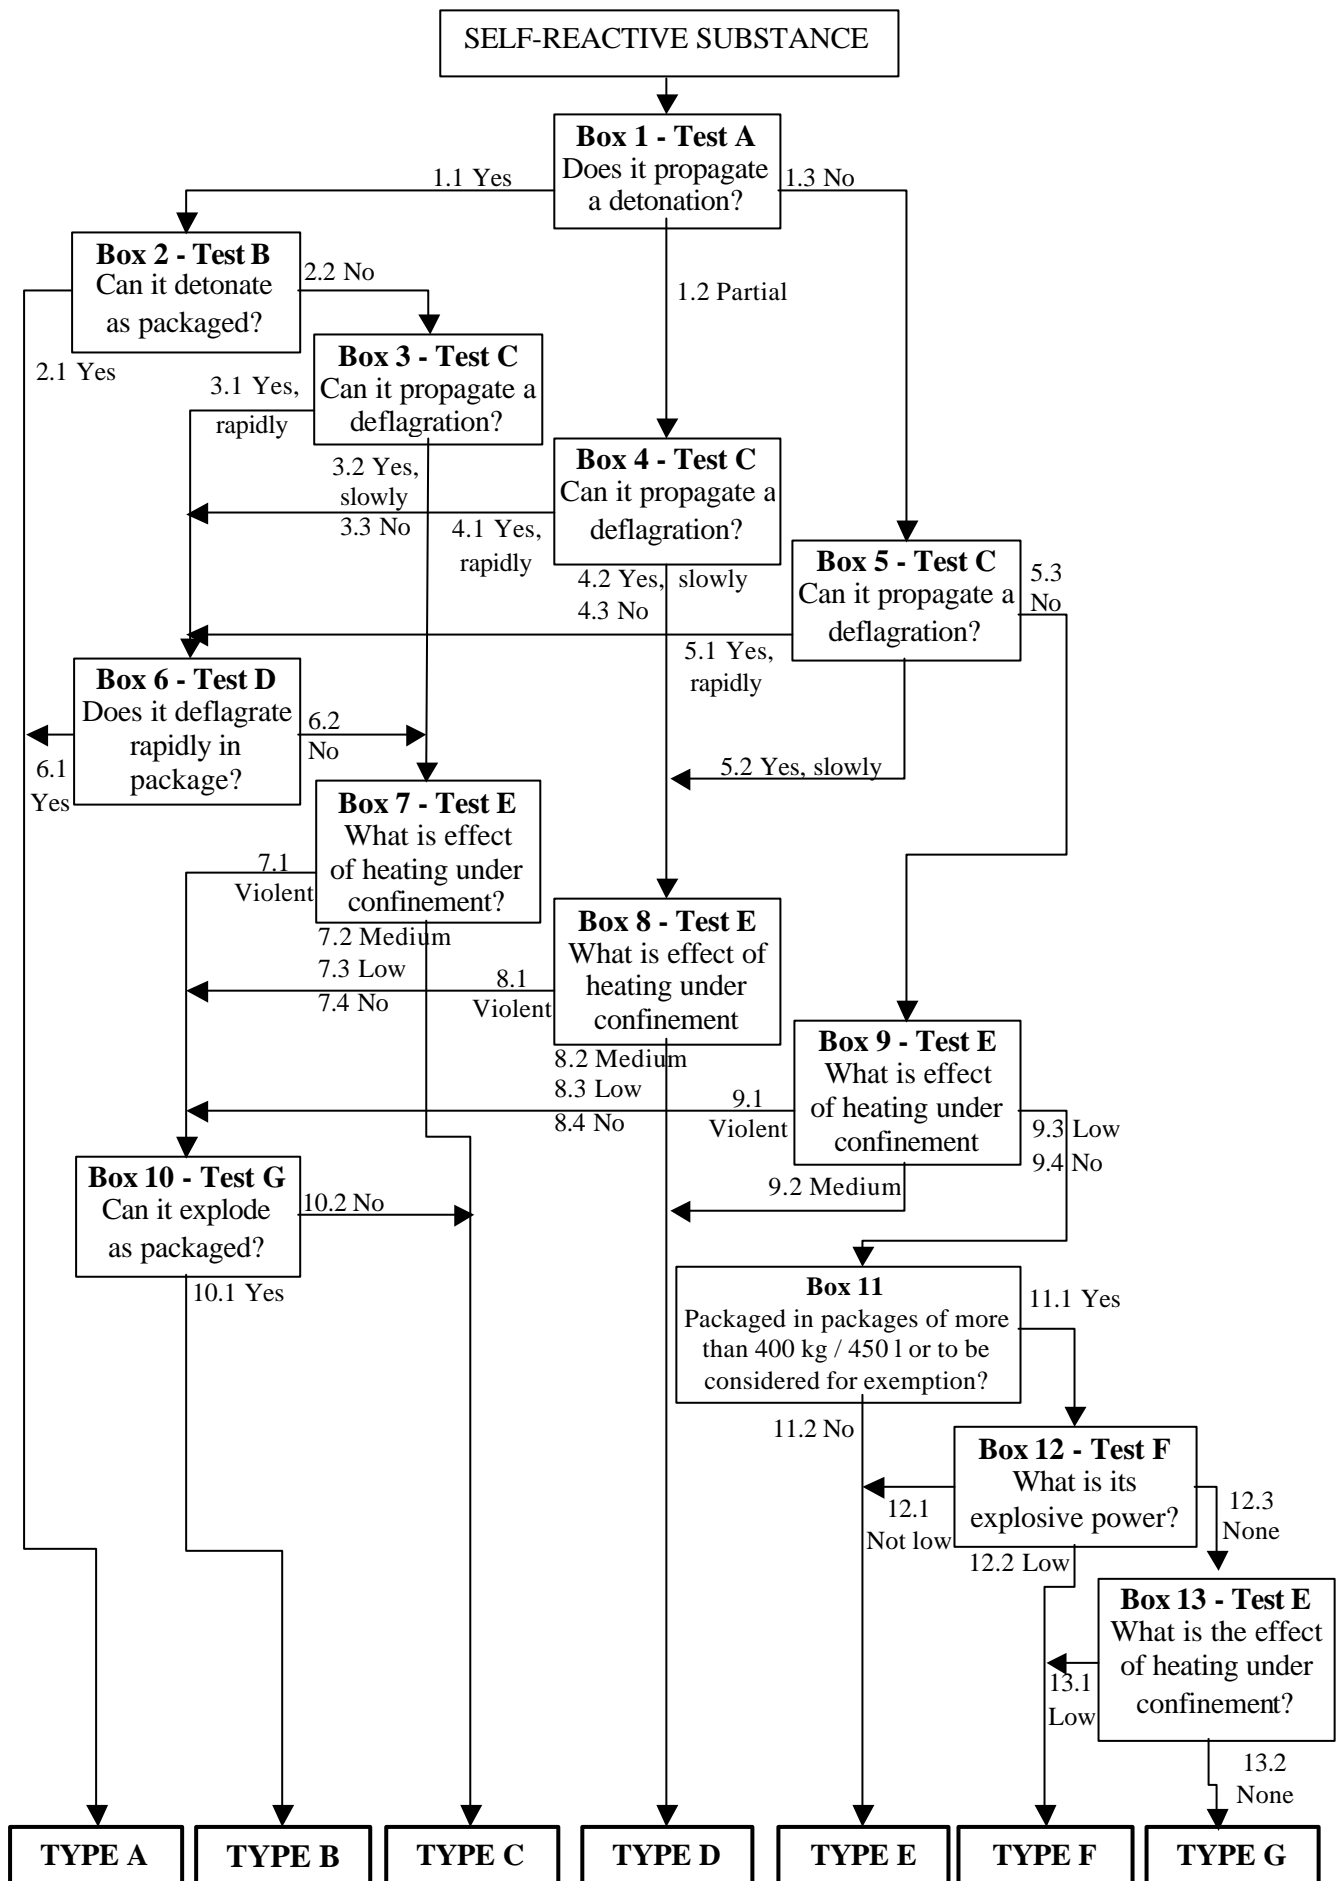 SELF-REACTIVE SUBSTANCE
Box 1 - Test A
Does it propagate
a detonation?
1.1 Yes
1.3 No
1.2 Partial
Box 2 - Test B
Can it detonate
as packaged?
2.2 No
2.1 Yes
Box 3 - Test C
Can it propagate a
deflagration?
3.1 Yes,
rapidly
3.2 Yes,
slowly
3.3 No
Box 4 - Test C
Can it propagate a
deflagration?
4.1 Yes,
rapidly
4.2 Yes, slowly
4.3 No
Box 5 - Test C
Can it propagate a
deflagration?
5.3
No
5.1 Yes,
rapidly
5.2 Yes, slowly
Box 6 - Test D
Does it deflagrate
rapidly in
package?
6.2
No
6.1
Yes
Box 7 - Test E
What is effect
of heating under
confinement?
7.1
Violent
7.2 Medium
7.3 Low
7.4 No
Box 8 - Test E
What is effect of
heating under
confinement
8.1
Violent
8.2 Medium
8.3 Low
8.4 No
Box 9 - Test E
What is effect
of heating under
confinement
9.1
Violent
9.3 Low
9.4 No
9.2 Medium
Box 10 - Test G
Can it explode
as packaged?
10.2 No
10.1 Yes
Box 11
Packaged in packages of more
than 400 kg / 450 l or to be
considered for exemption?
11.1 Yes
11.2 No
Box 12 - Test F
What is its
explosive power?
12.1
Not low
12.2 Low
12.3
None
Box 13 - Test E
What is the effect
of heating under
confinement?
13.1
Low
13.2
None
TYPE A
TYPE B
TYPE C
TYPE D
TYPE E
TYPE F
TYPE G